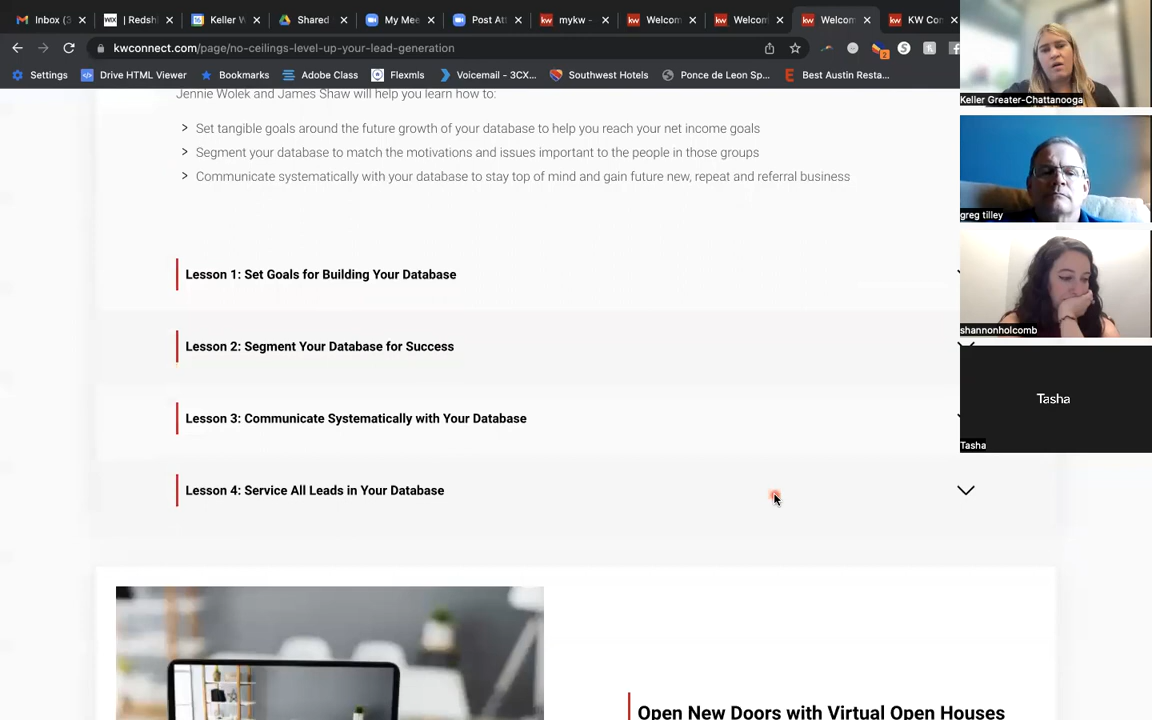 Inbox (3
| Redshi
Keller W
Shared
My Mee
Post Att
mykw -
Welcom
Welcom
Welcom
KW Con
kwconnect.com/page/no-ceilings-level-up-your-lead-generation
Settings
Drive HTML Viewer
Bookmarks
Adobe Class
Flexmls
Voicemail - 3CX...
Southwest Hotels
Ponce de Leon Sp...
Best Austin Resta...
Jennie Wolek and James Shaw will help you learn how to:
> Set tangible goals around the future growth of your database to help you reach your net income goals
> Segment your database to match the motivations and issues important to the people in those groups
> Communicate systematically with your database to stay top of mind and gain future new, repeat and referral business
Lesson 1: Set Goals for Building Your Database
Lesson 2: Segment Your Database for Success
Lesson 3: Communicate Systematically with Your Database
Lesson 4: Service All Leads in Your Database
Open New Doors with Virtual Open Houses
Keller Greater-Chattanooga
greg tilley
shannonholcomb
Tasha
Tasha